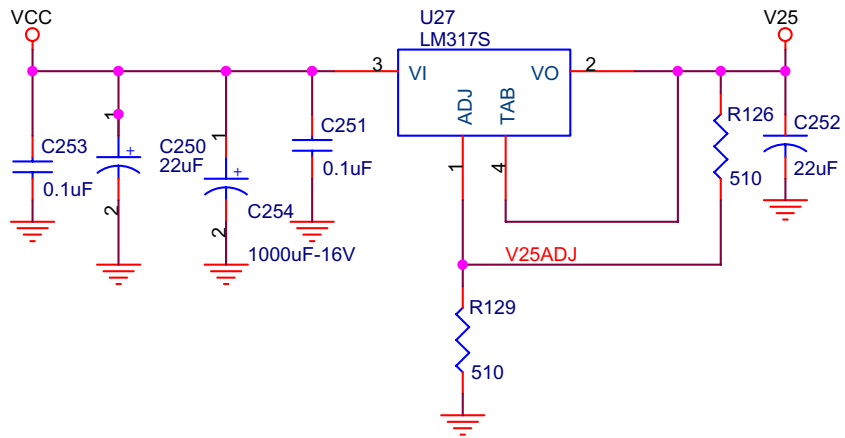 VCC
U27
LM317S
V25
3
VI
VO
2
ADJ
TAB
1
4
C253
0.1uF
1
2
C250
22uF
1
2
C254
1000uF-16V
C251
0.1uF
R126
510
C252
22uF
V25ADJ
R129
510